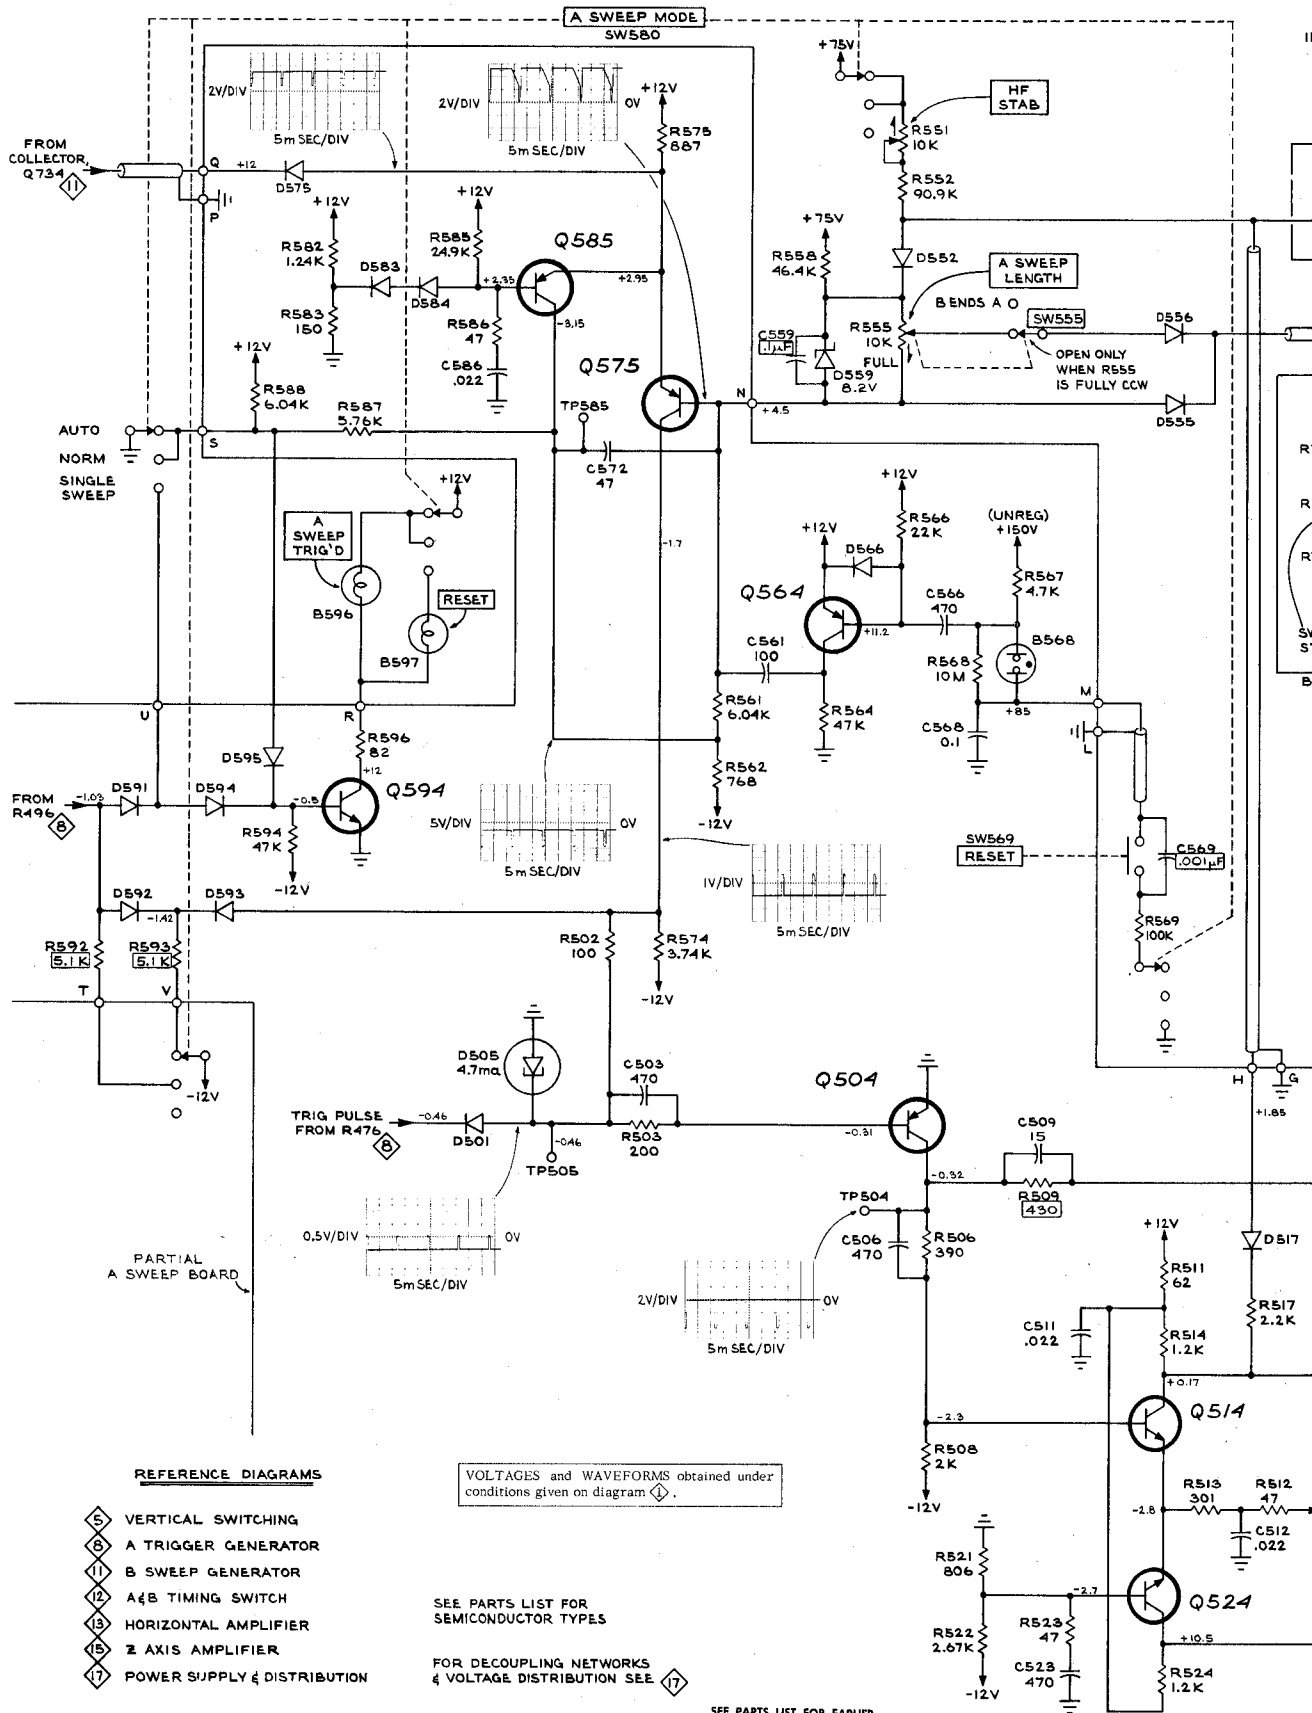 A SWEEP MODE
SW580
2V/DIV
5m SEC/DIV
2V/DIV
0V
5m SEC/DIV
+12V
R575
887
+75V
HF
STAB
R551
10K
R552
90.9K
FROM
COLLECTOR,
Q734
11
Q
+12
D575
P
+12V
R582
1.24K
R583
150
D583
D584
+12V
R585
24.9K
+2.35
Q585
+2.95
-3.15
R586
47
C586
.022
Q575
+75V
R558
46.4K
D552
A SWEEP
LENGTH
B ENDS A
SW555
C559
.1µF
D559
8.2V
R555
10K
FULL
OPEN ONLY
WHEN R555
IS FULLY CCW
D556
D555
N
+4.5
+12V
R588
6.04K
R587
5.76K
TP585
C572
47
AUTO
NORM
SINGLE
SWEEP
S
A
SWEEP
TRIG'D
B596
+12V
RESET
B597
-1.7
+12V
D566
+12V
R566
22K
(UNREG)
+150V
R567
4.7K
Q564
+11.2
C566
470
R568
10M
B568
C561
100
R561
6.04K
R564
47K
C568
0.1
+85
M
L
U
R
R596
82
+12
D595
Q594
R562
768
-12V
FROM
R496
8
-1.03
D591
D594
-0.8
R594
47K
-12V
5V/DIV
0V
5m SEC/DIV
1V/DIV
5m SEC/DIV
SW569
RESET
C569
.001µF
R569
100K
D592
-1.42
D593
R592
5.1K
R593
5.1K
T
V
-12V
R502
100
R574
3.74K
-12V
D505
4.7ma
C503
470
R503
200
TRIG PULSE
FROM R476
8
-0.46
D501
-0.46
TP505
Q504
-0.31
-0.32
C509
15
R509
430
H
G
+1.85
0.5V/DIV
0V
5m SEC/DIV
TP504
C506
470
R506
390
2V/DIV
0V
5m SEC/DIV
+12V
R511
62
D517
C511
.022
R514
1.2K
R517
2.2K
+0.17
PARTIAL
A SWEEP BOARD
-2.3
Q514
R508
2K
-12V
-2.8
R513
301
R512
47
C512
.022
R521
806
-2.7
Q524
R522
2.67K
-12V
R523
47
C523
470
+10.5
R524
1.2K
REFERENCE DIAGRAMS
5 VERTICAL SWITCHING
8 A TRIGGER GENERATOR
11 B SWEEP GENERATOR
12 A&B TIMING SWITCH
13 HORIZONTAL AMPLIFIER
15 Z AXIS AMPLIFIER
17 POWER SUPPLY & DISTRIBUTION
VOLTAGES and WAVEFORMS obtained under
conditions given on diagram 1.
SEE PARTS LIST FOR
SEMICONDUCTOR TYPES
FOR DECOUPLING NETWORKS
& VOLTAGE DISTRIBUTION SEE 17
SEE PARTS LIST FOR EARLIER